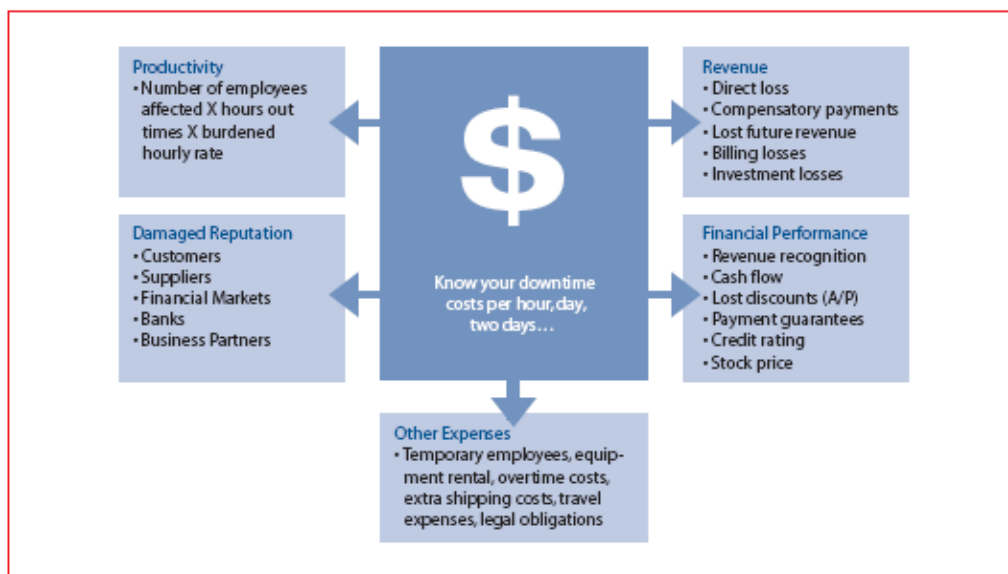 Productivity
• Number of employees
affected X hours out
times X burdened
hourly rate
$
Know your downtime
costs per hour, day,
two days…
Revenue
• Direct loss
• Compensatory payments
• Lost future revenue
• Billing losses
• Investment losses
Damaged Reputation
• Customers
• Suppliers
• Financial Markets
• Banks
• Business Partners
Financial Performance
• Revenue recognition
• Cash flow
• Lost discounts (A/P)
• Payment guarantees
• Credit rating
• Stock price
Other Expenses
• Temporary employees, equip-
ment rental, overtime costs,
extra shipping costs, travel
expenses, legal obligations